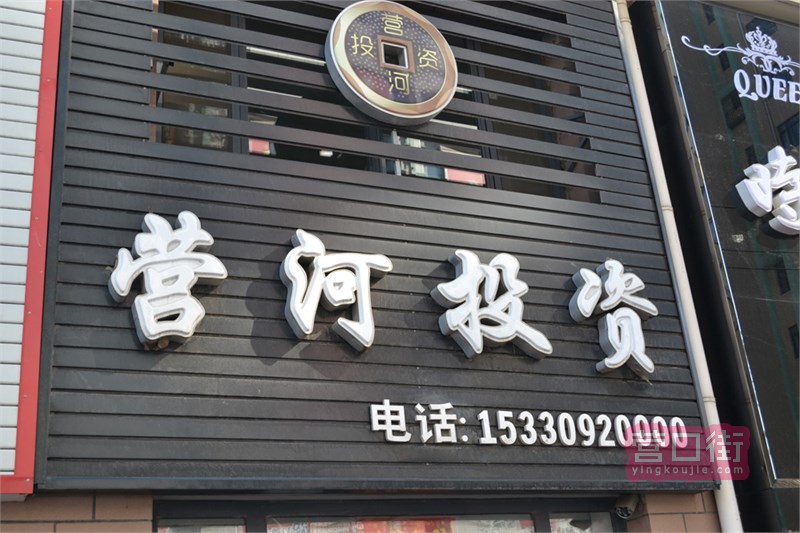 营
投 资
河
QUEE
营河投资
电话:15330920000
营口街
yingkoujie.com